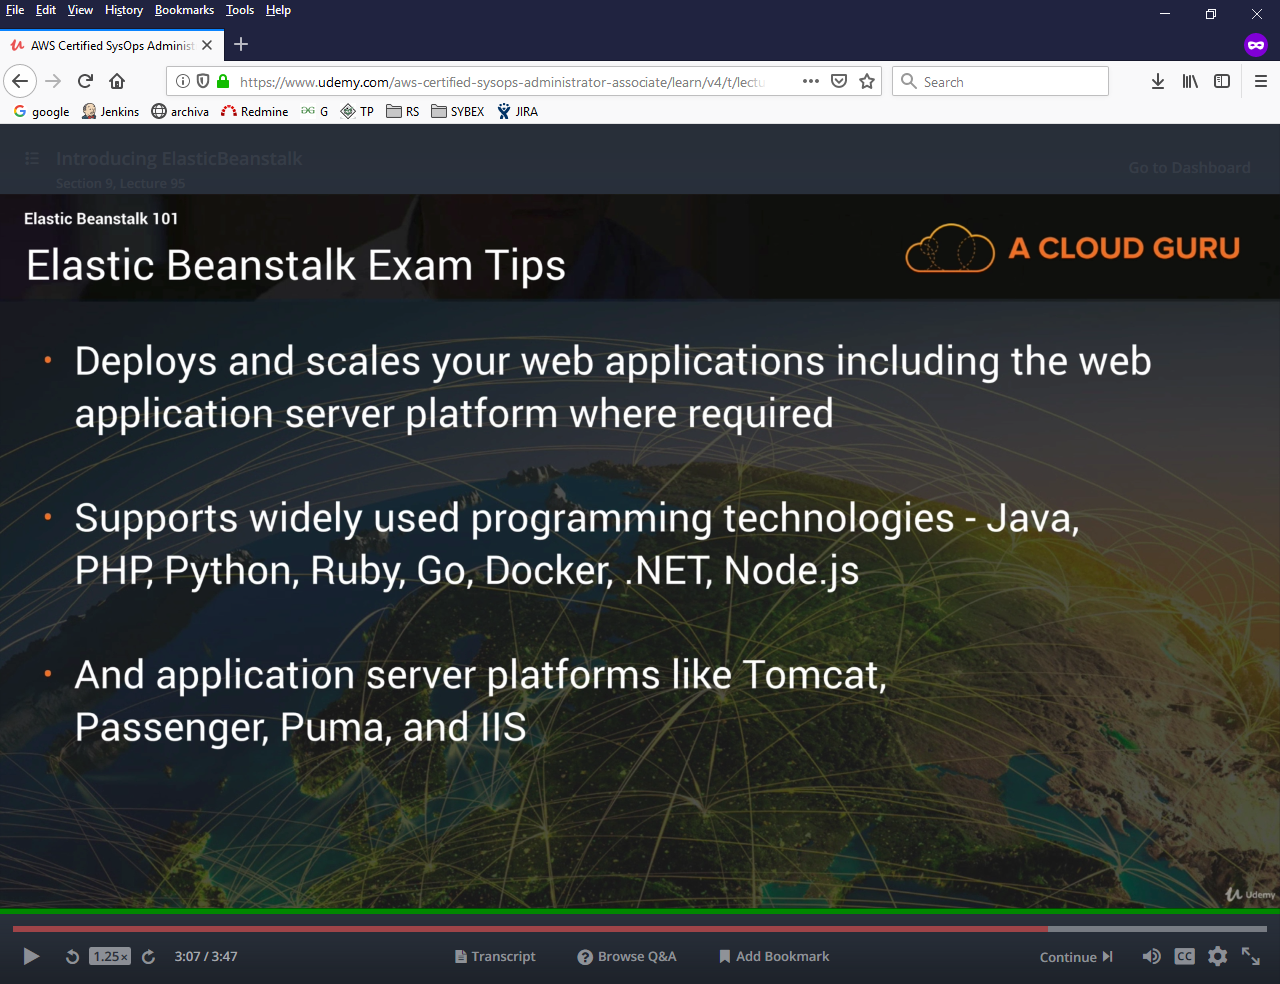 File Edit View History Bookmarks Tools Help
AWS Certified SysOps Administ
https://www.udemy.com/aws-certified-sysops-administrator-associate/learn/v4/t/lectu
Search
google Jenkins archiva Redmine G TP RS SYBEX JIRA
Introducing ElasticBeanstalk
Section 9, Lecture 95
Go to Dashboard
Elastic Beanstalk 101
Elastic Beanstalk Exam Tips
A CLOUD GURU
• Deploys and scales your web applications including the web
application server platform where required
• Supports widely used programming technologies - Java,
PHP, Python, Ruby, Go, Docker, .NET, Node.js
• And application server platforms like Tomcat,
Passenger, Puma, and IIS
Udemy
1.25× 3:07 / 3:47 Transcript Browse Q&A Add Bookmark Continue CC